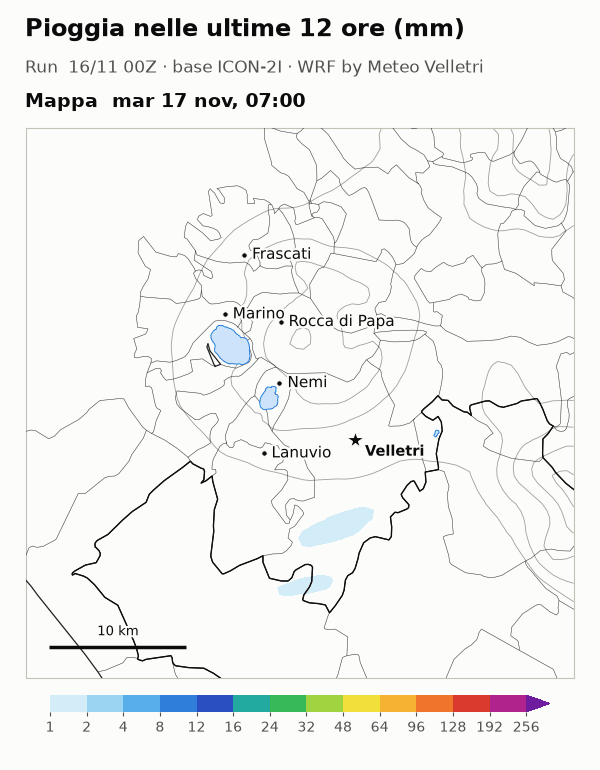 Pioggia nelle ultime 12 ore (mm)
Run  16/11 00Z · base ICON-2I · WRF by Meteo Velletri
Mappa  mar 17 nov, 07:00
Frascati
Marino
Rocca di Papa
Nemi
Velletri
Lanuvio
10 km
1 2 4 8 12 16 24 32 48 64 96 128 192 256